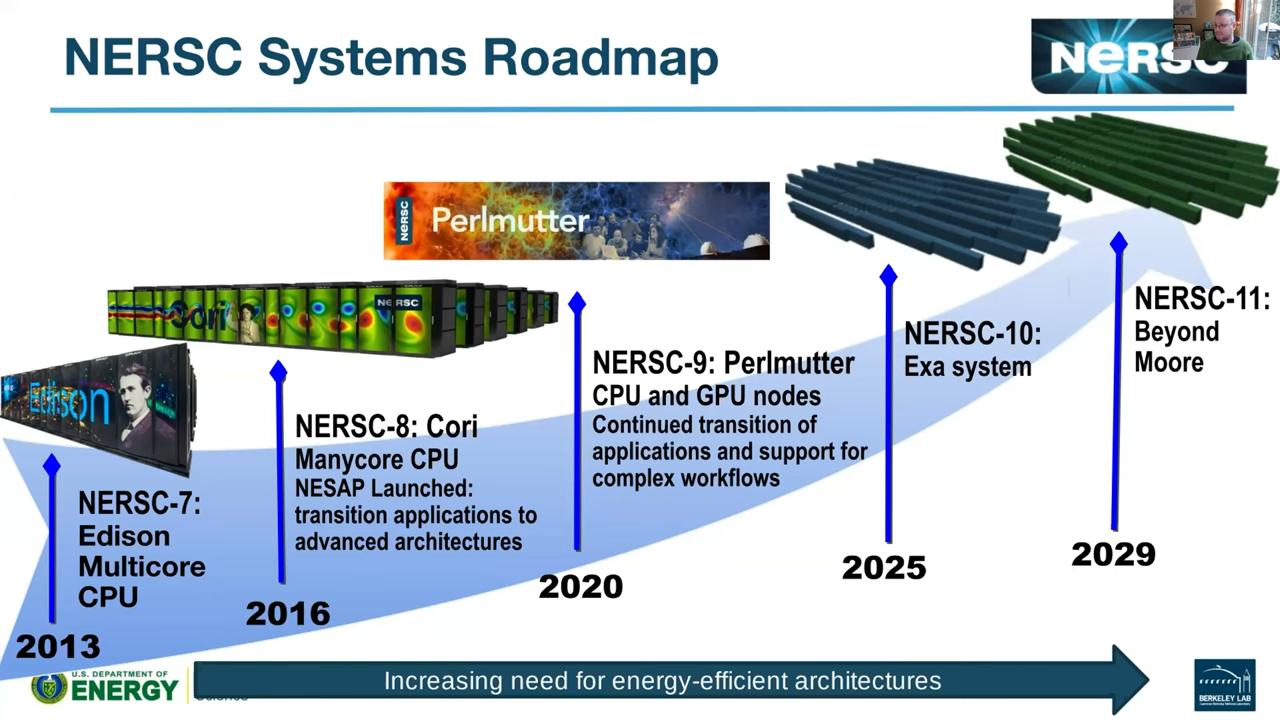 NERSC Systems Roadmap
NERSC
NERSC
Perlmutter
Cori
NERSC
Edison
NERSC-7:
Edison
Multicore
CPU
2013
NERSC-8: Cori
Manycore CPU
NESAP Launched:
transition applications to
advanced architectures
2016
NERSC-9: Perlmutter
CPU and GPU nodes
Continued transition of
applications and support for
complex workflows
2020
NERSC-10:
Exa system
2025
NERSC-11:
Beyond
Moore
2029
U.S. DEPARTMENT OF
ENERGY
Increasing need for energy-efficient architectures
BERKELEY LAB